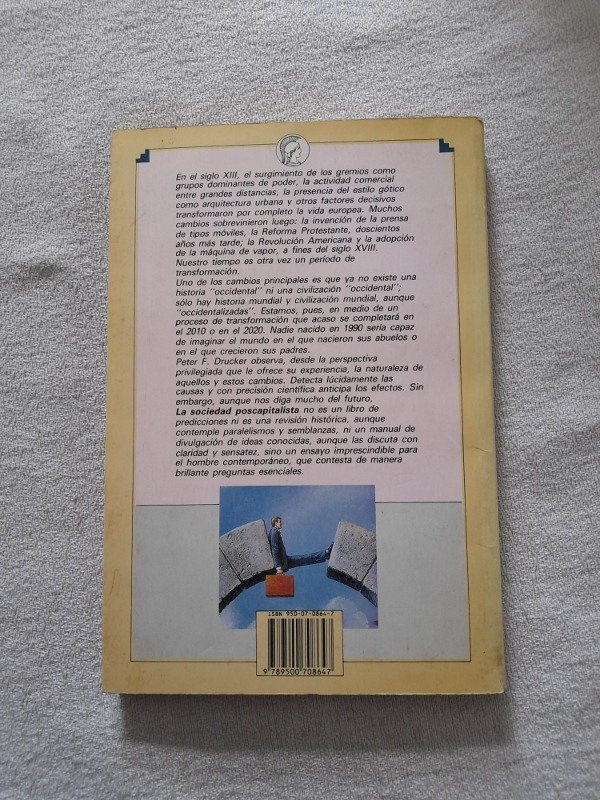 En el siglo XIII, el surgimiento de los gremios como
grupos dominantes de poder, la actividad comercial
entre grandes distancias, la presencia del estilo gótico
como arquitectura urbana y otros factores decisivos
transformaron por completo la vida europea. Muchos
cambios sobrevinieron luego: la invención de la prensa
de tipos móviles, la Reforma Protestante, doscientos
años más tarde; la Revolución Americana y la adopción
de la máquina de vapor, a fines del siglo XVIII.
Nuestro tiempo es otra vez un período de
transformación.
Uno de los cambios principales es que ya no existe una
historia "occidental" ni una civilización "occidental";
sólo hay historia mundial y civilización mundial, aunque
"occidentalizadas". Estamos, pues, en medio de un
proceso de transformación que acaso se completará en
el 2010 o en el 2020. Nadie nacido en 1990 sería capaz
de imaginar el mundo en el que nacieron sus abuelos o
en el que crecieron sus padres.
Peter F. Drucker observa, desde la perspectiva
privilegiada que le ofrece su experiencia, la naturaleza de
aquellos y estos cambios. Detecta lúcidamente las
causas y con precisión científica anticipa los efectos. Sin
embargo, aunque nos diga mucho del futuro,
La sociedad poscapitalista no es un libro de
predicciones ni es una revisión histórica, aunque
contemple paralelismos y semblanzas, ni un manual de
divulgación de ideas conocidas, aunque las discuta con
claridad y sensatez, sino un ensayo imprescindible para
el hombre contemporáneo, que contesta de manera
brillante preguntas esenciales.
ISBN 950-07-0864-7
9 789500 708647